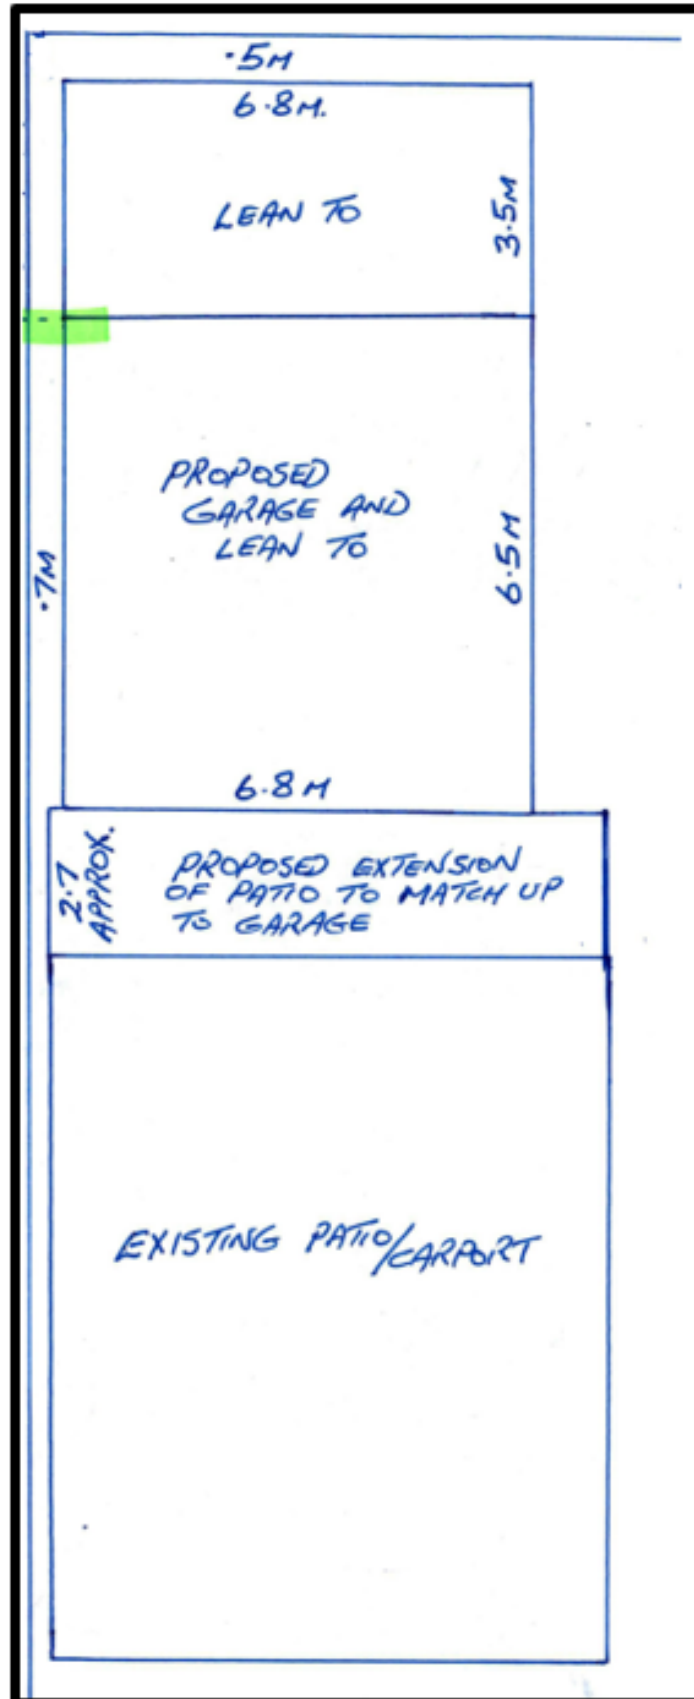 .5M
6.8M.
LEAN TO
3.5M
PROPOSED
GARAGE AND
LEAN TO
.7M
6.5M
6.8M
2.7
APPROX.
PROPOSED EXTENSION
OF PATIO TO MATCH UP
TO GARAGE
EXISTING PATIO/CARPORT